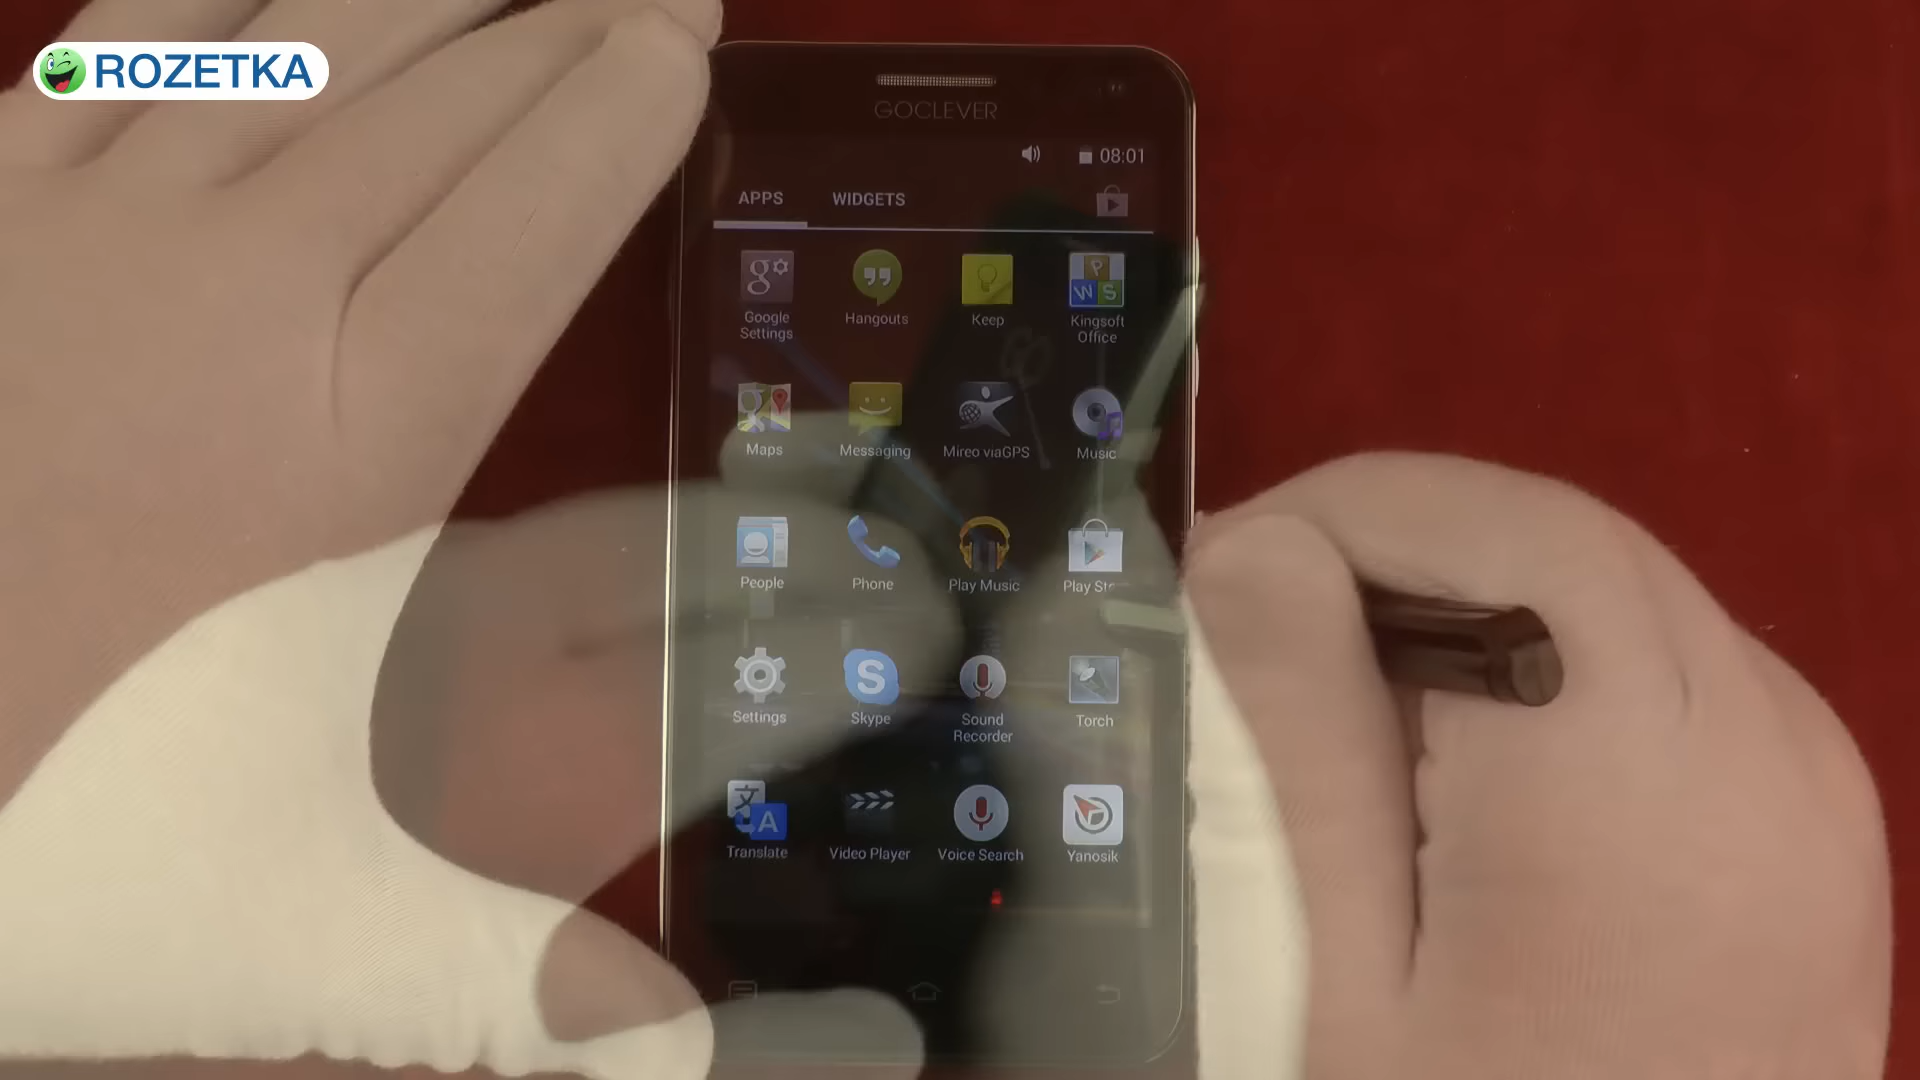 ROZETKA
GOCLEVER
08:01
APPS WIDGETS
Google Settings
Hangouts
Keep
Kingsoft Office
Maps
Messaging
Mireo viaGPS
Music
People
Phone
Play Music
Play
Settings
Skype
Sound Recorder
Torch
Translate
Video Player
Voice Search
Yanosik